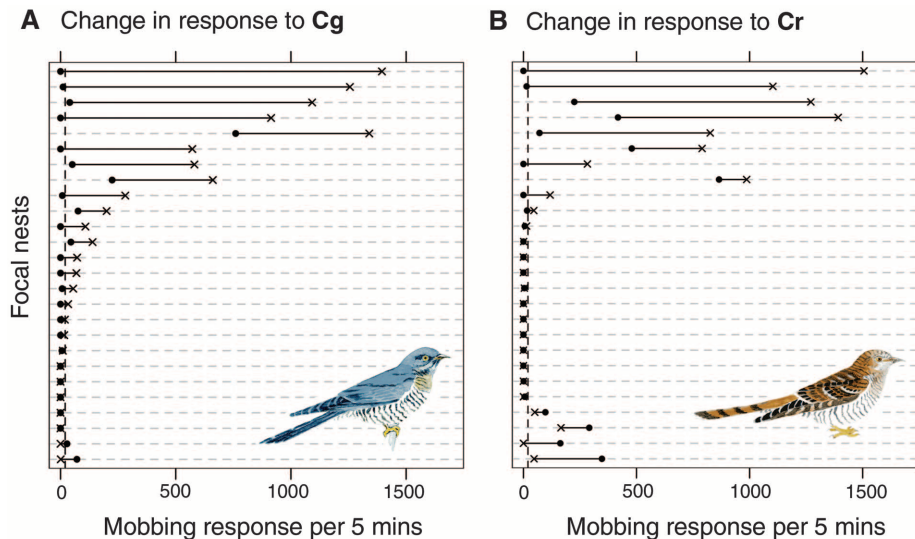 A Change in response to Cg
B Change in response to Cr
Focal nests
0 500 1000 1500
0 500 1000 1500
Mobbing response per 5 mins
Mobbing response per 5 mins